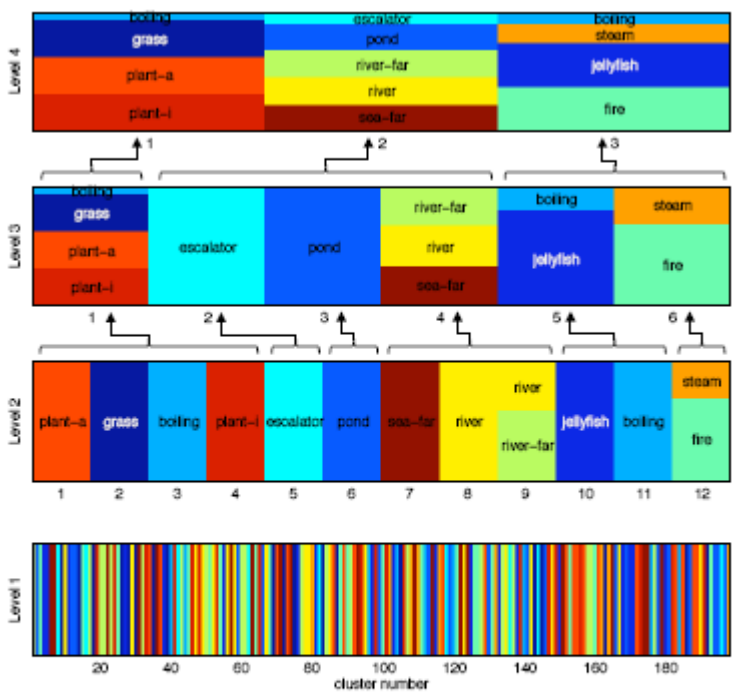 Level 4
boiling
grass
plant-a
plant-i
escalator
pond
river-far
river
sea-far
boiling
steam
jellyfish
fire
1 2 3
Level 3
boiling
grass
plant-a
plant-i
escalator
pond
river-far
river
sea-far
boiling
jellyfish
steam
fire
1 2 3 4 5 6
Level 2
plant-a grass boiling plant-i escalator pond sea-far river
river
river-far
jellyfish boiling
steam
fire
1 2 3 4 5 6 7 8 9 10 11 12
Level 1
20 40 60 80 100 120 140 160 180
cluster number